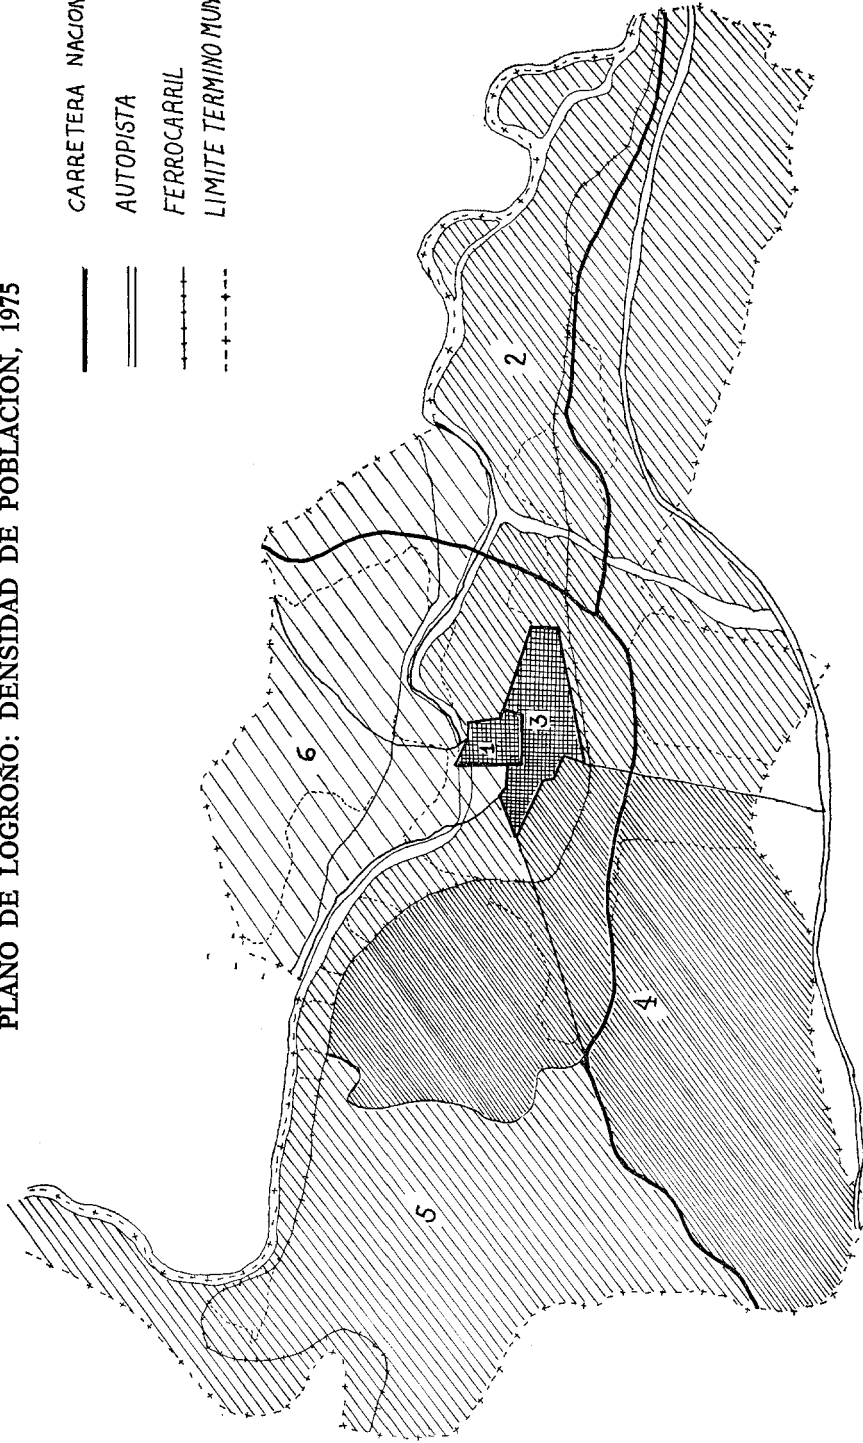 PLANO DE LOGROÑO: DENSIDAD DE POBLACION, 1975
CARRETERA NACION
AUTOPISTA
FERROCARRIL
LIMITE TERMINO MUN
1
2
3
4
5
6